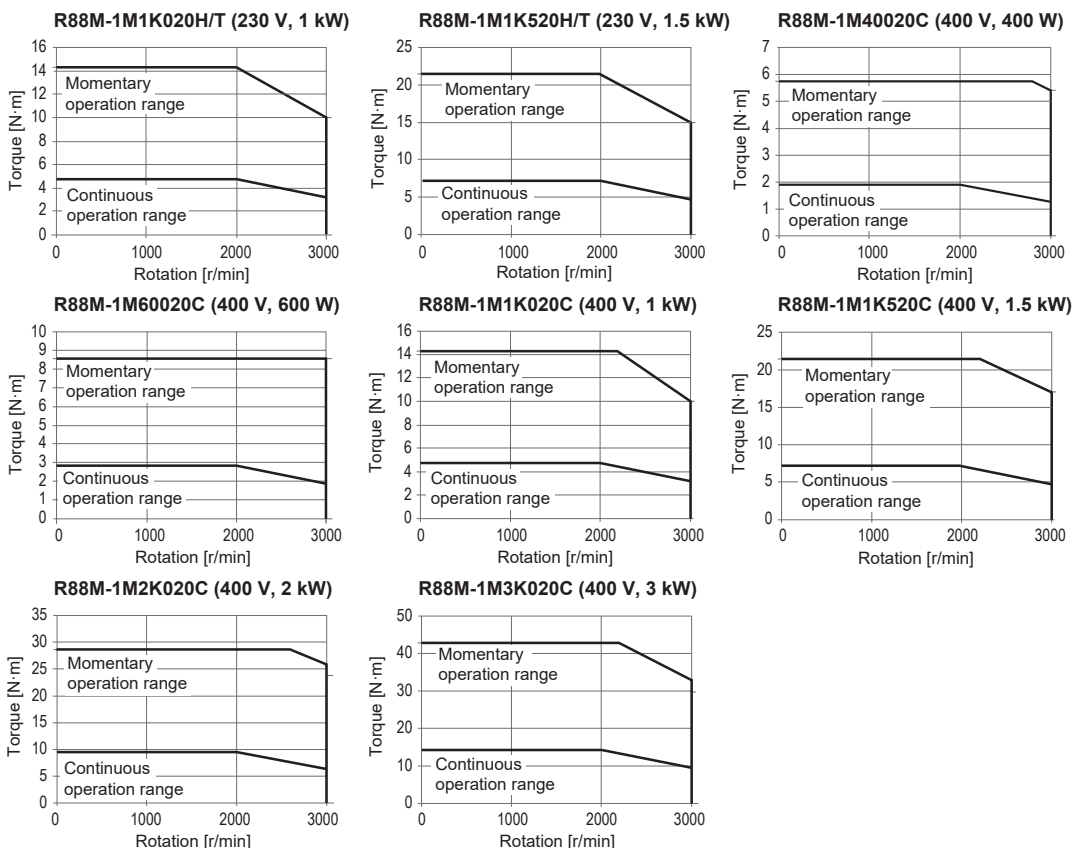 R88M-1M1K020H/T (230 V, 1 kW)
16
14
12
10
8
6
4
2
0
Torque [N·m]
Momentary
operation range
Continuous
operation range
0 1000 2000 3000
Rotation [r/min]
R88M-1M1K520H/T (230 V, 1.5 kW)
25
20
15
10
5
0
Torque [N·m]
Momentary
operation range
Continuous
operation range
0 1000 2000 3000
Rotation [r/min]
R88M-1M40020C (400 V, 400 W)
7
6
5
4
3
2
1
0
Torque [N·m]
Momentary
operation range
Continuous
operation range
0 1000 2000 3000
Rotation [r/min]
R88M-1M60020C (400 V, 600 W)
10
9
8
7
6
5
4
3
2
1
0
Torque [N·m]
Momentary
operation range
Continuous
operation range
0 1000 2000 3000
Rotation [r/min]
R88M-1M1K020C (400 V, 1 kW)
16
14
12
10
8
6
4
2
0
Torque [N·m]
Momentary
operation range
Continuous
operation range
0 1000 2000 3000
Rotation [r/min]
R88M-1M1K520C (400 V, 1.5 kW)
25
20
15
10
5
0
Torque [N·m]
Momentary
operation range
Continuous
operation range
0 1000 2000 3000
Rotation [r/min]
R88M-1M2K020C (400 V, 2 kW)
35
30
25
20
15
10
5
0
Torque [N·m]
Momentary
operation range
Continuous
operation range
0 1000 2000 3000
Rotation [r/min]
R88M-1M3K020C (400 V, 3 kW)
50
40
30
20
10
0
Torque [N·m]
Momentary
operation range
Continuous
operation range
0 1000 2000 3000
Rotation [r/min]